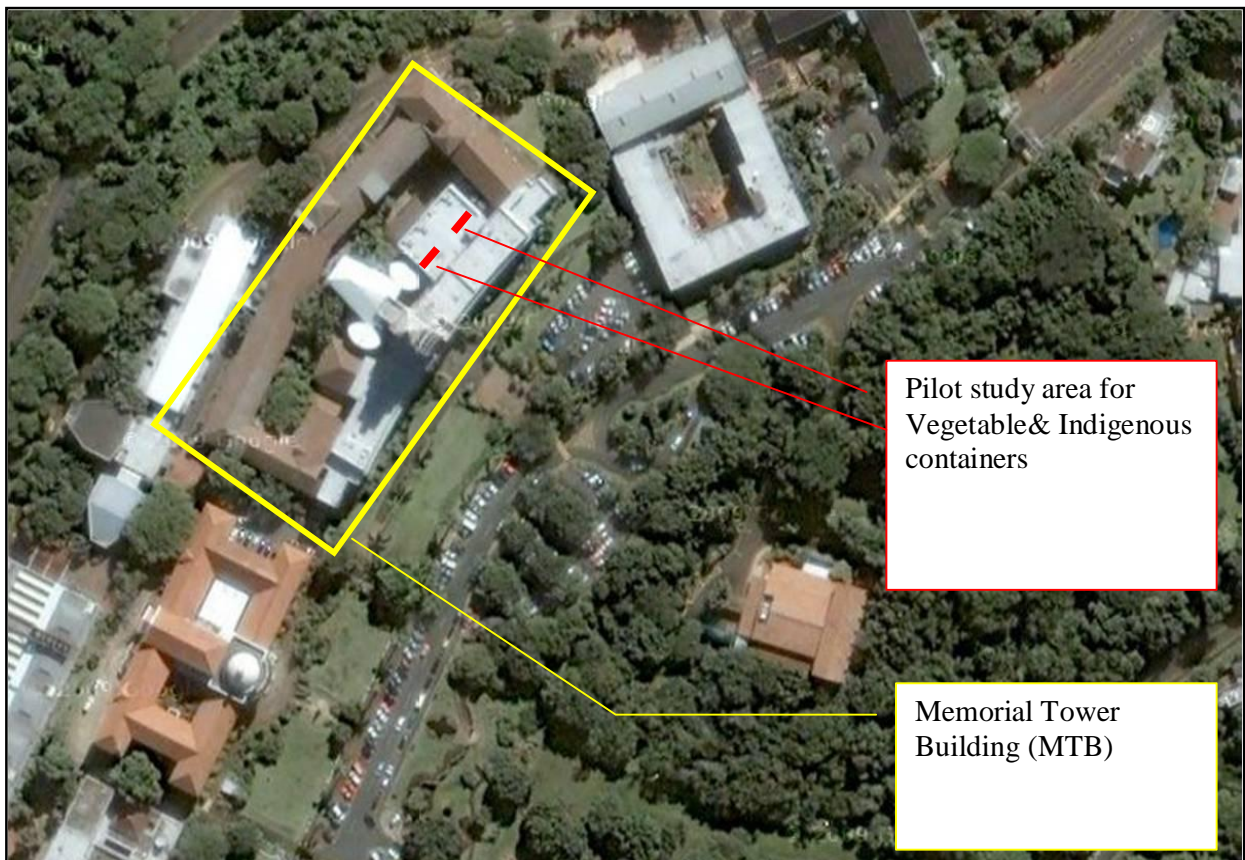 Pilot study area for
Vegetable& Indigenous
containers
Memorial Tower
Building (MTB)